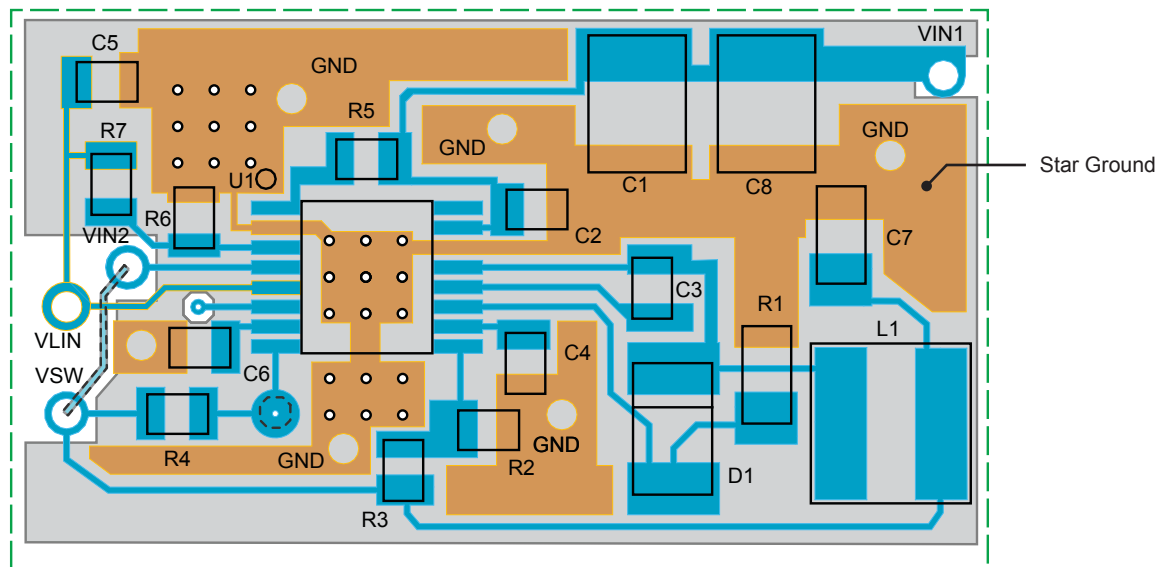 C5
GND
VIN1
R7
R5
GND
GND
Star Ground
U1
C1
C8
R6
VIN2
C2
C7
C3
R1
VLIN
L1
VSW
C6
C4
R4
GND
R2
GND
D1
R3